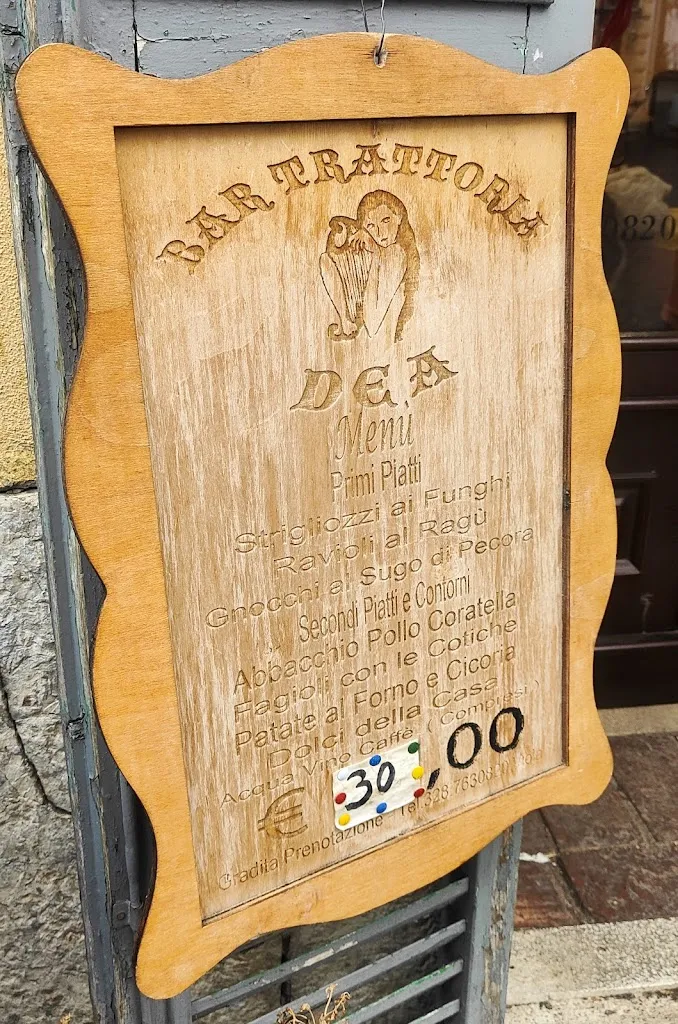 BAR TRATTORIA
DEA
Menù
Primi Piatti
Strigliozzi ai Funghi
Ravioli al Ragù
Gnocchi al Sugo di Pecora
Secondi Piatti e Contorni
Abbacchio Pollo Coratella
Fagioli con le Cotiche
Patate al Forno e Cicoria
Dolci della Casa
Acqua Vino Caffè (Compresi)
€ 30,00
Gradita Prenotazione Tel.